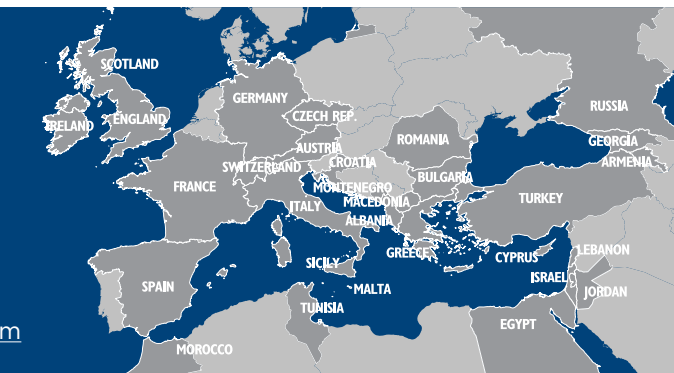 SCOTLAND
IRELAND
ENGLAND
GERMANY
CZECH REP.
AUSTRIA
SWITZERLAND
FRANCE
CROATIA
ROMANIA
MONTENEGRO
BULGARIA
MACEDONIA
ITALY
ALBANIA
GREECE
RUSSIA
GEORGIA
ARMENIA
TURKEY
SPAIN
SICILY
MALTA
CYPRUS
LEBANON
ISRAEL
JORDAN
TUNISIA
EGYPT
MOROCCO
m